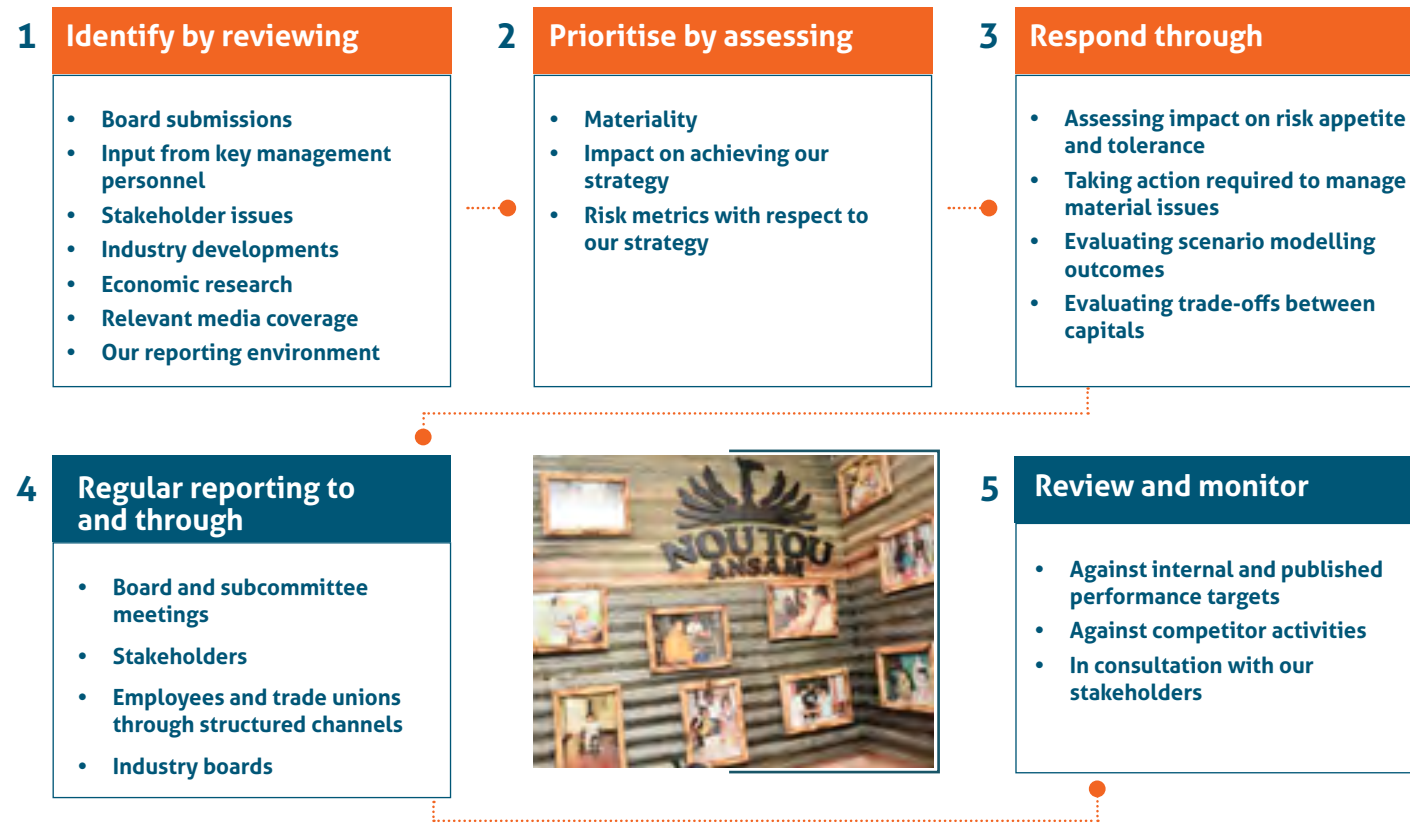 1 Identify by reviewing
• Board submissions
• Input from key management
personnel
• Stakeholder issues
• Industry developments
• Economic research
• Relevant media coverage
• Our reporting environment
2 Prioritise by assessing
• Materiality
• Impact on achieving our
strategy
• Risk metrics with respect to
our strategy
3 Respond through
• Assessing impact on risk appetite
and tolerance
• Taking action required to manage
material issues
• Evaluating scenario modelling
outcomes
• Evaluating trade-offs between
capitals
4 Regular reporting to
and through
• Board and subcommittee
meetings
• Stakeholders
• Employees and trade unions
through structured channels
• Industry boards
NOU TOU
ANSAM
5 Review and monitor
• Against internal and published
performance targets
• Against competitor activities
• In consultation with our
stakeholders